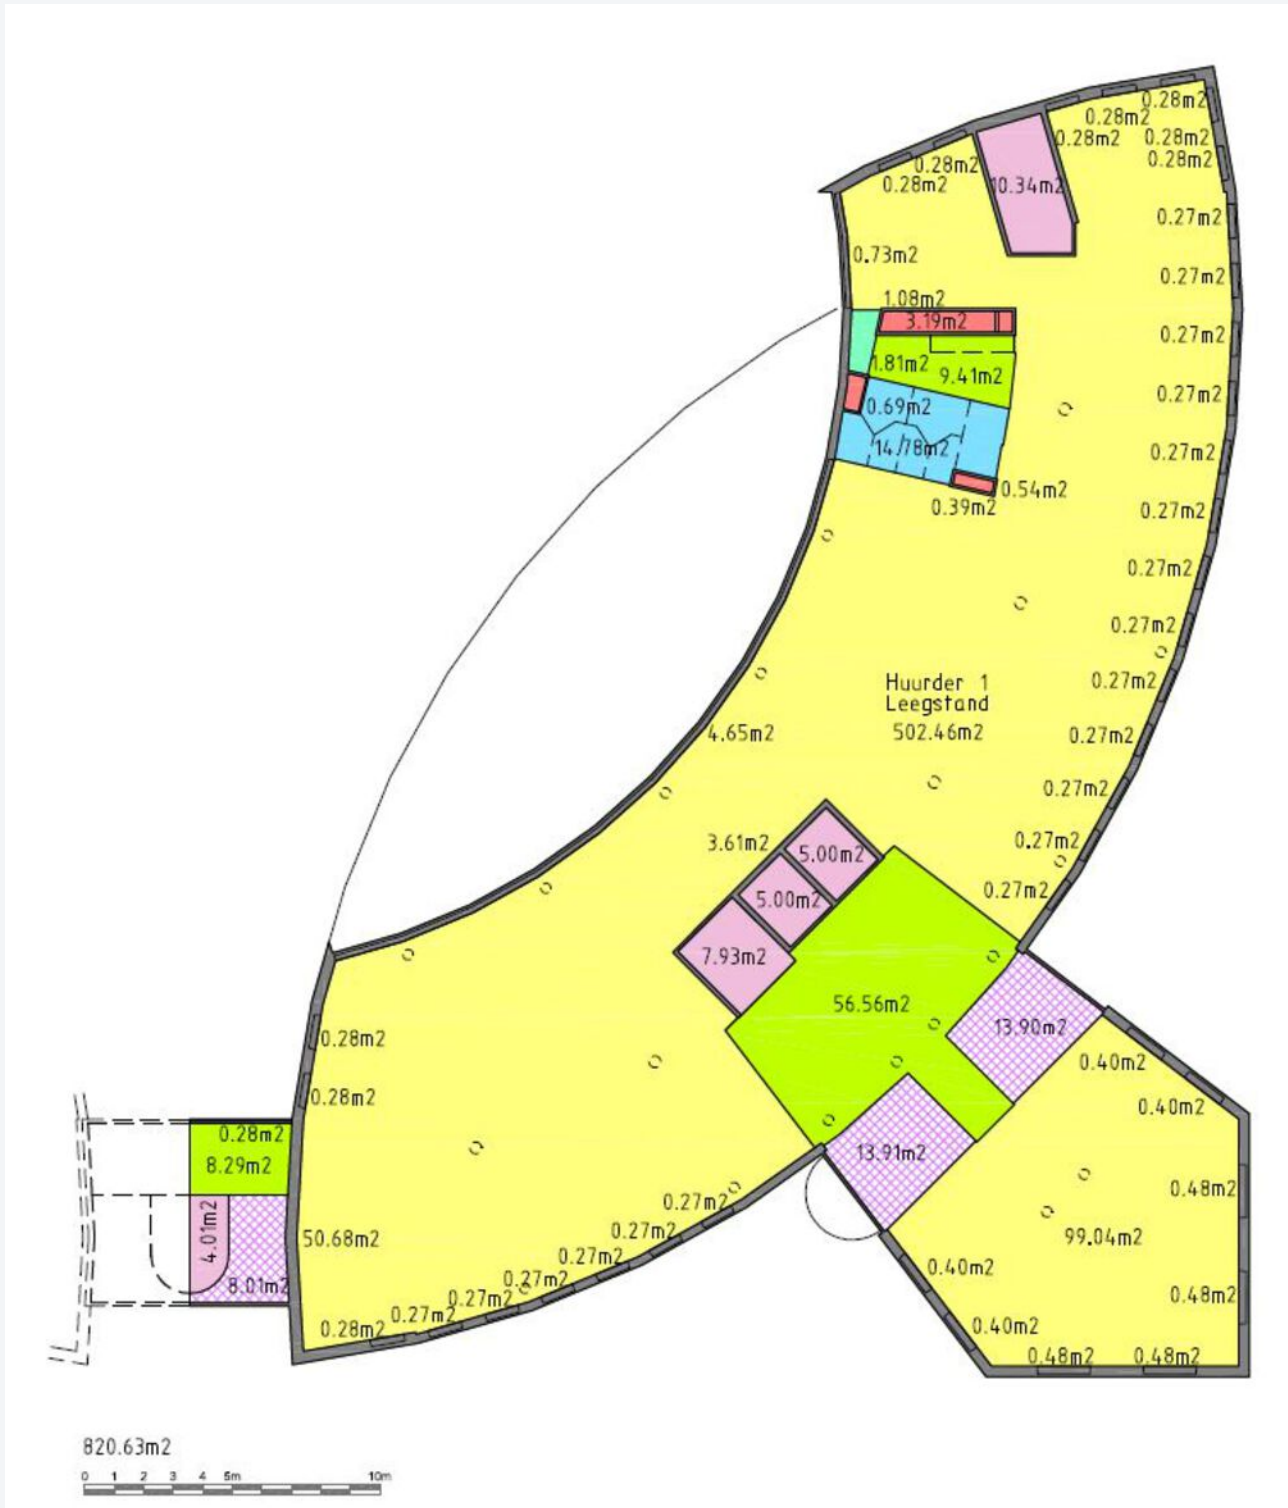 0.28m2
0.28m2
0.28m2
0.28m2
0.28m2
0.28m2
0.28m2
10.34m2
0.27m2
0.73m2
0.27m2
1.08m2
3.19m2
0.27m2
1.81m2
9.41m2
0.27m2
0.69m2
14.78m2
0.27m2
0.54m2
0.39m2
0.27m2
0.27m2
0.27m2
Huurder 1
Leegstand
502.46m2
0.27m2
4.65m2
0.27m2
0.27m2
3.61m2
5.00m2
0.27m2
5.00m2
0.27m2
7.93m2
56.56m2
13.90m2
0.28m2
0.40m2
0.28m2
0.40m2
0.28m2
8.29m2
13.91m2
0.48m2
0.27m2
4.01m2
50.68m2
0.27m2
99.04m2
0.27m2
0.40m2
8.01m2
0.27m2
0.27m2
0.48m2
0.27m2
0.28m2
0.40m2
0.48m2
0.48m2
820.63m2
0 1 2 3 4 5m 10m